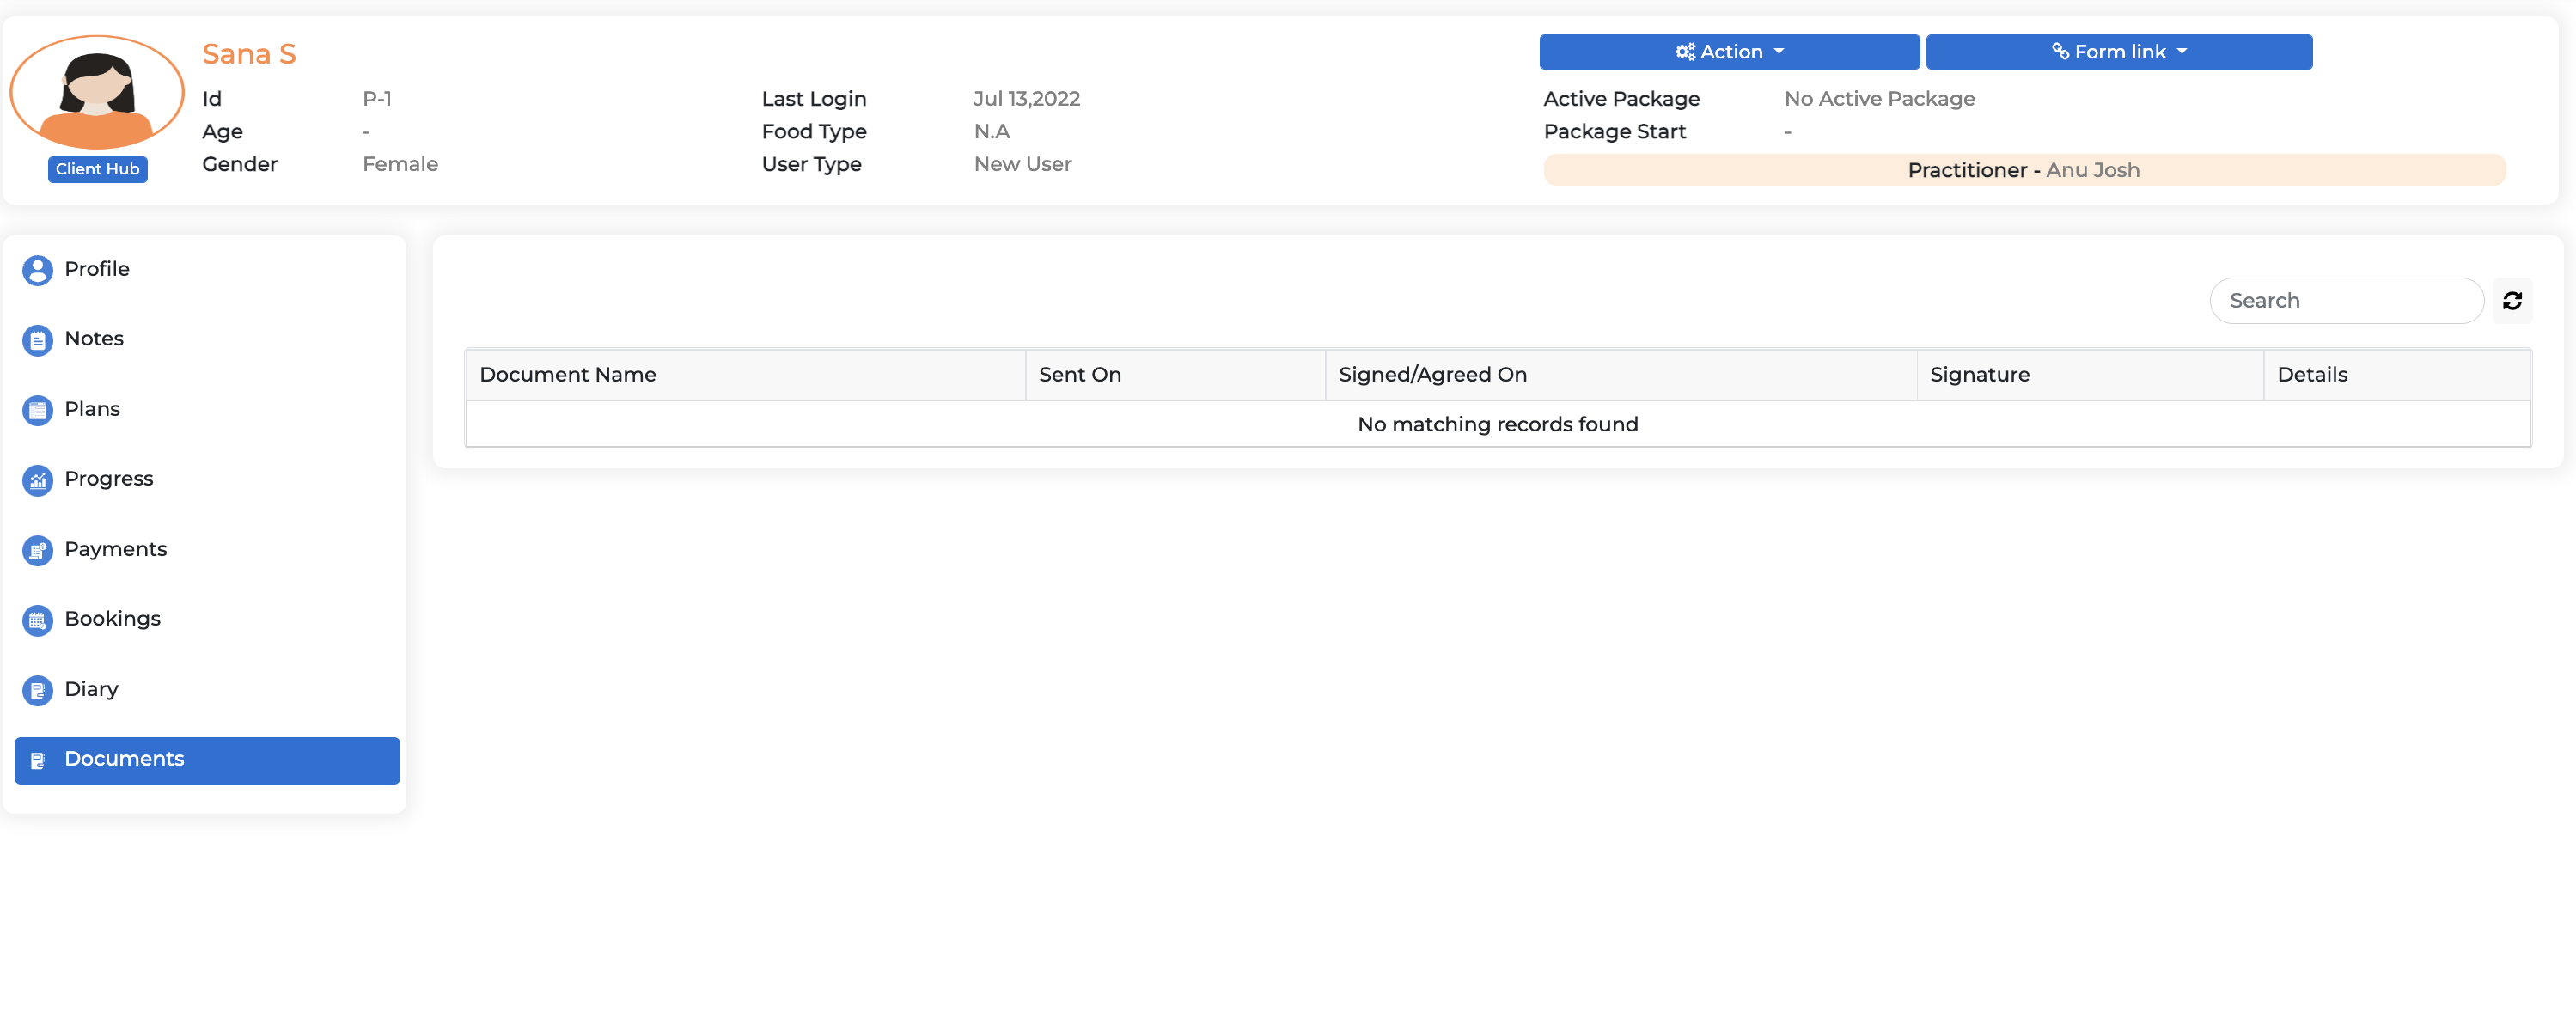 Sana S
Id P-1
Age -
Gender Female
Client Hub
Last Login Jul 13,2022
Food Type N.A
User Type New User
Action
Form link
Active Package No Active Package
Package Start -
Practitioner - Anu Josh
Profile
Notes
Plans
Progress
Payments
Bookings
Diary
Documents
Search
Document Name Sent On Signed/Agreed On Signature Details
No matching records found